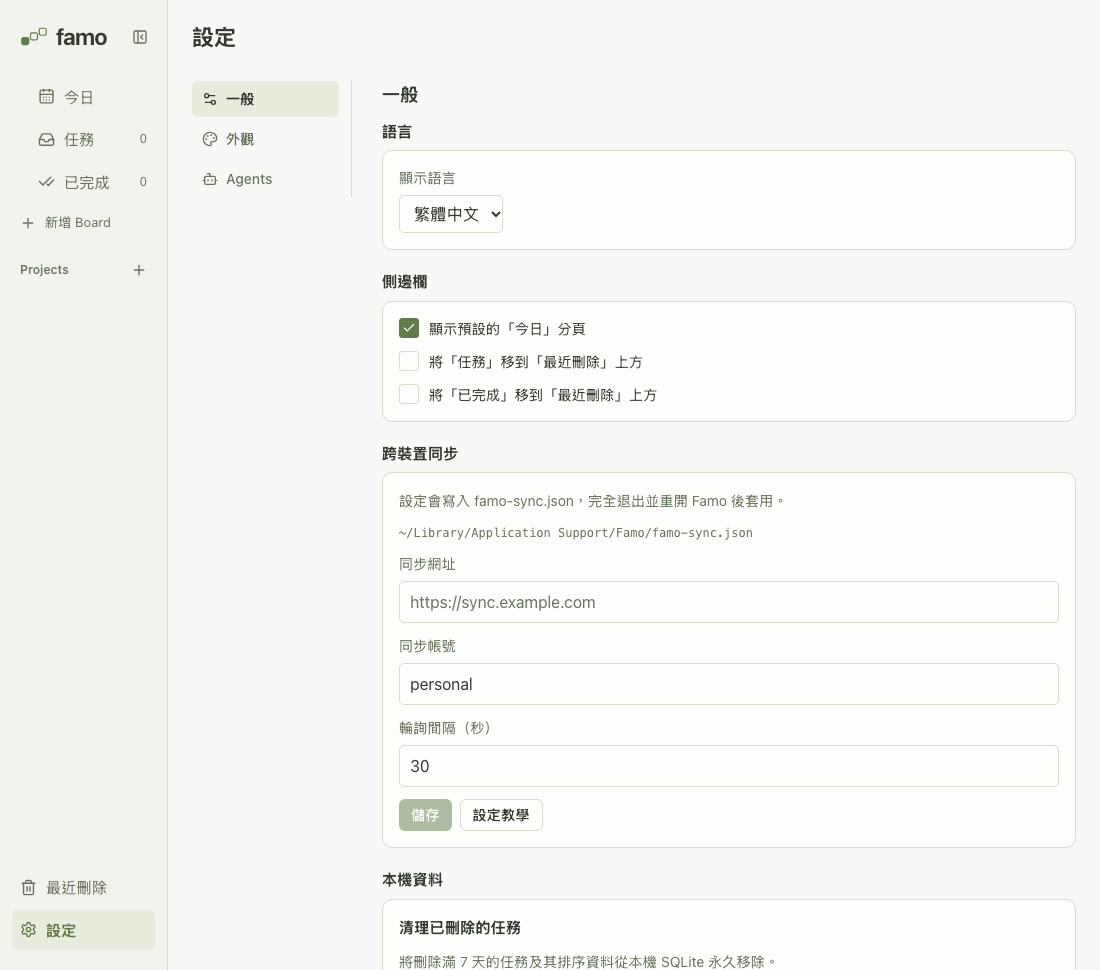 famo
今日
任務 0
已完成 0
新增 Board
Projects
最近刪除
設定
設定
一般
外觀
Agents
一般
語言
顯示語言
繁體中文
側邊欄
顯示預設的「今日」分頁
將「任務」移到「最近刪除」上方
將「已完成」移到「最近刪除」上方
跨裝置同步
設定會寫入 famo-sync.json，完全退出並重開 Famo 後套用。
~/Library/Application Support/Famo/famo-sync.json
同步網址
https://sync.example.com
同步帳號
personal
輪詢間隔（秒）
30
儲存 設定教學
本機資料
清理已刪除的任務
將刪除滿 7 天的任務及其排序資料從本機 SQLite 永久移除。